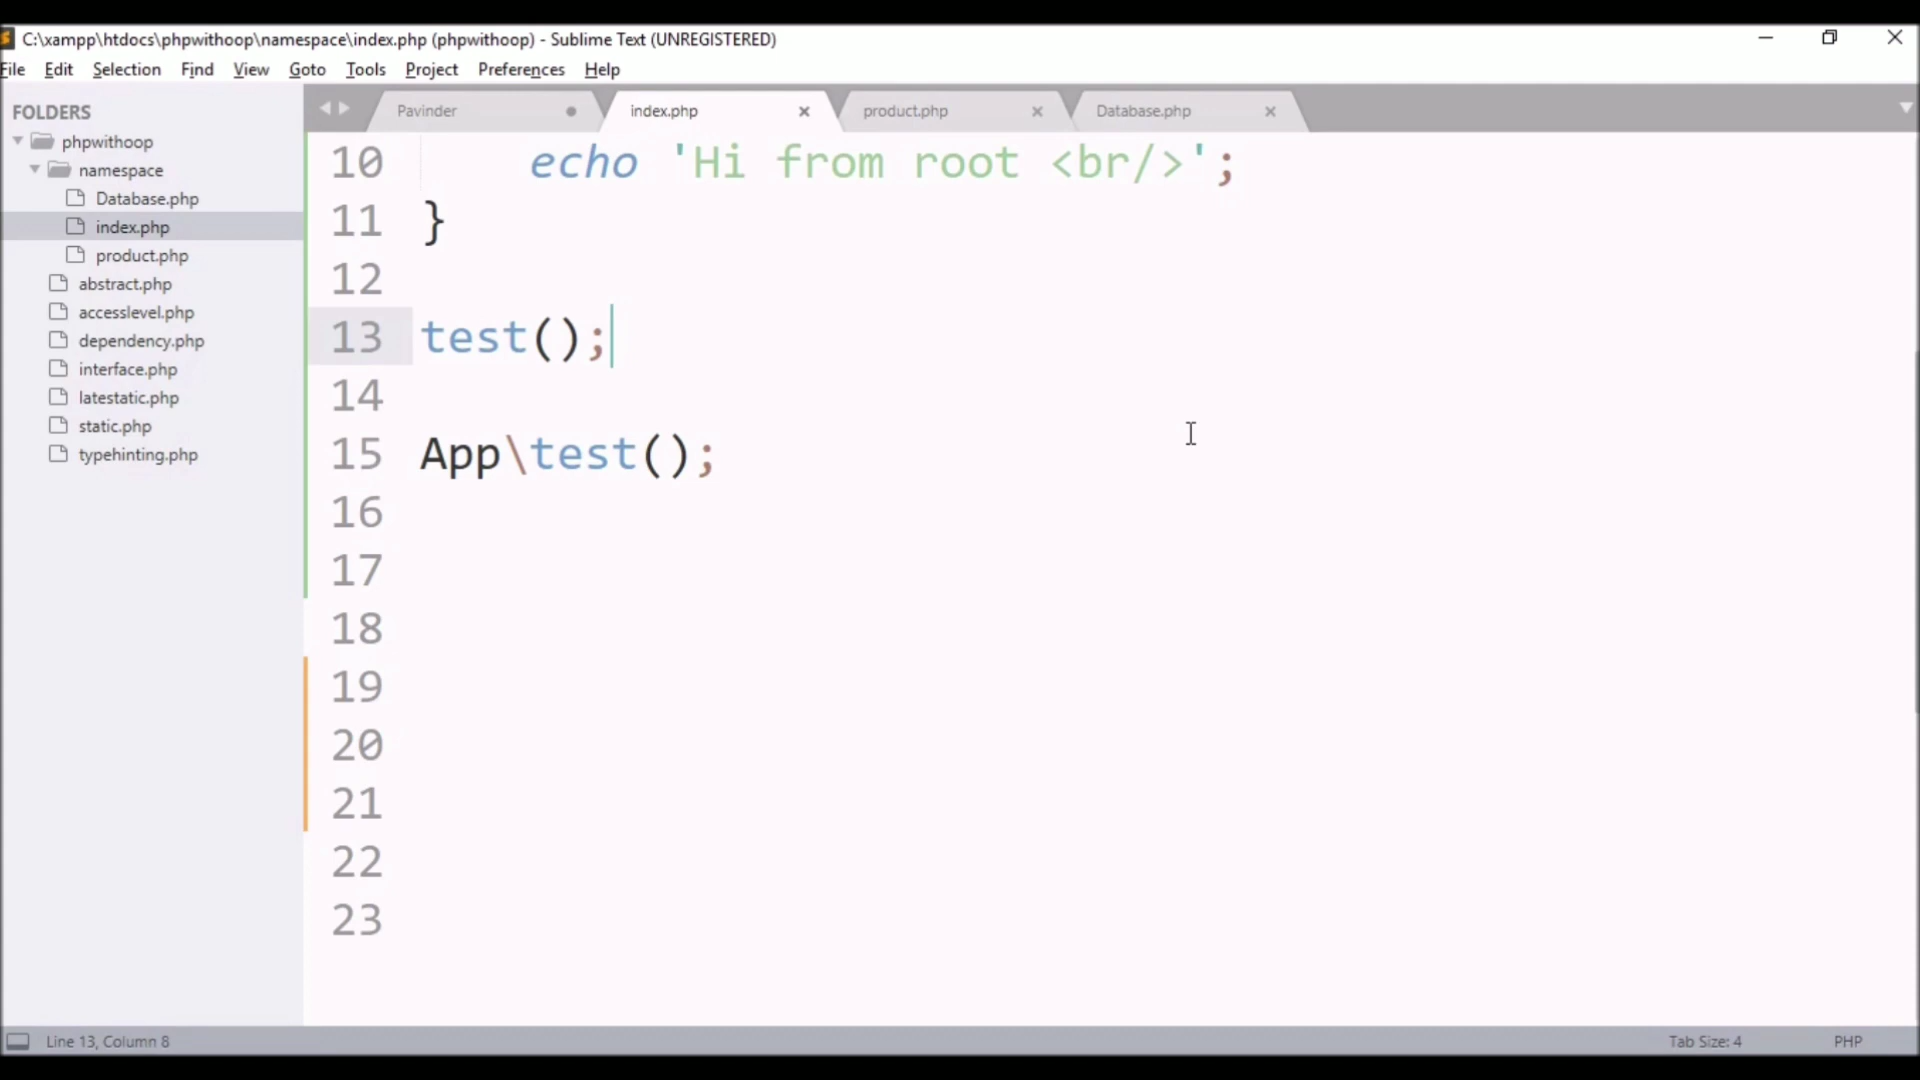 C:\xampp\htdocs\phpwithoop\namespace\index.php (phpwithoop) - Sublime Text (UNREGISTERED)
File Edit Selection Find View Goto Tools Project Preferences Help
FOLDERS
phpwithoop
namespace
Database.php
index.php
product.php
abstract.php
accesslevel.php
dependency.php
interface.php
latestatic.php
static.php
typehinting.php
Pavinder index.php product.php Database.php
10 echo 'Hi from root <br/>';
11 }
12
13 test();
14
15 App\test();
16
17
18
19
20
21
22
23
Line 13, Column 8 Tab Size: 4 PHP